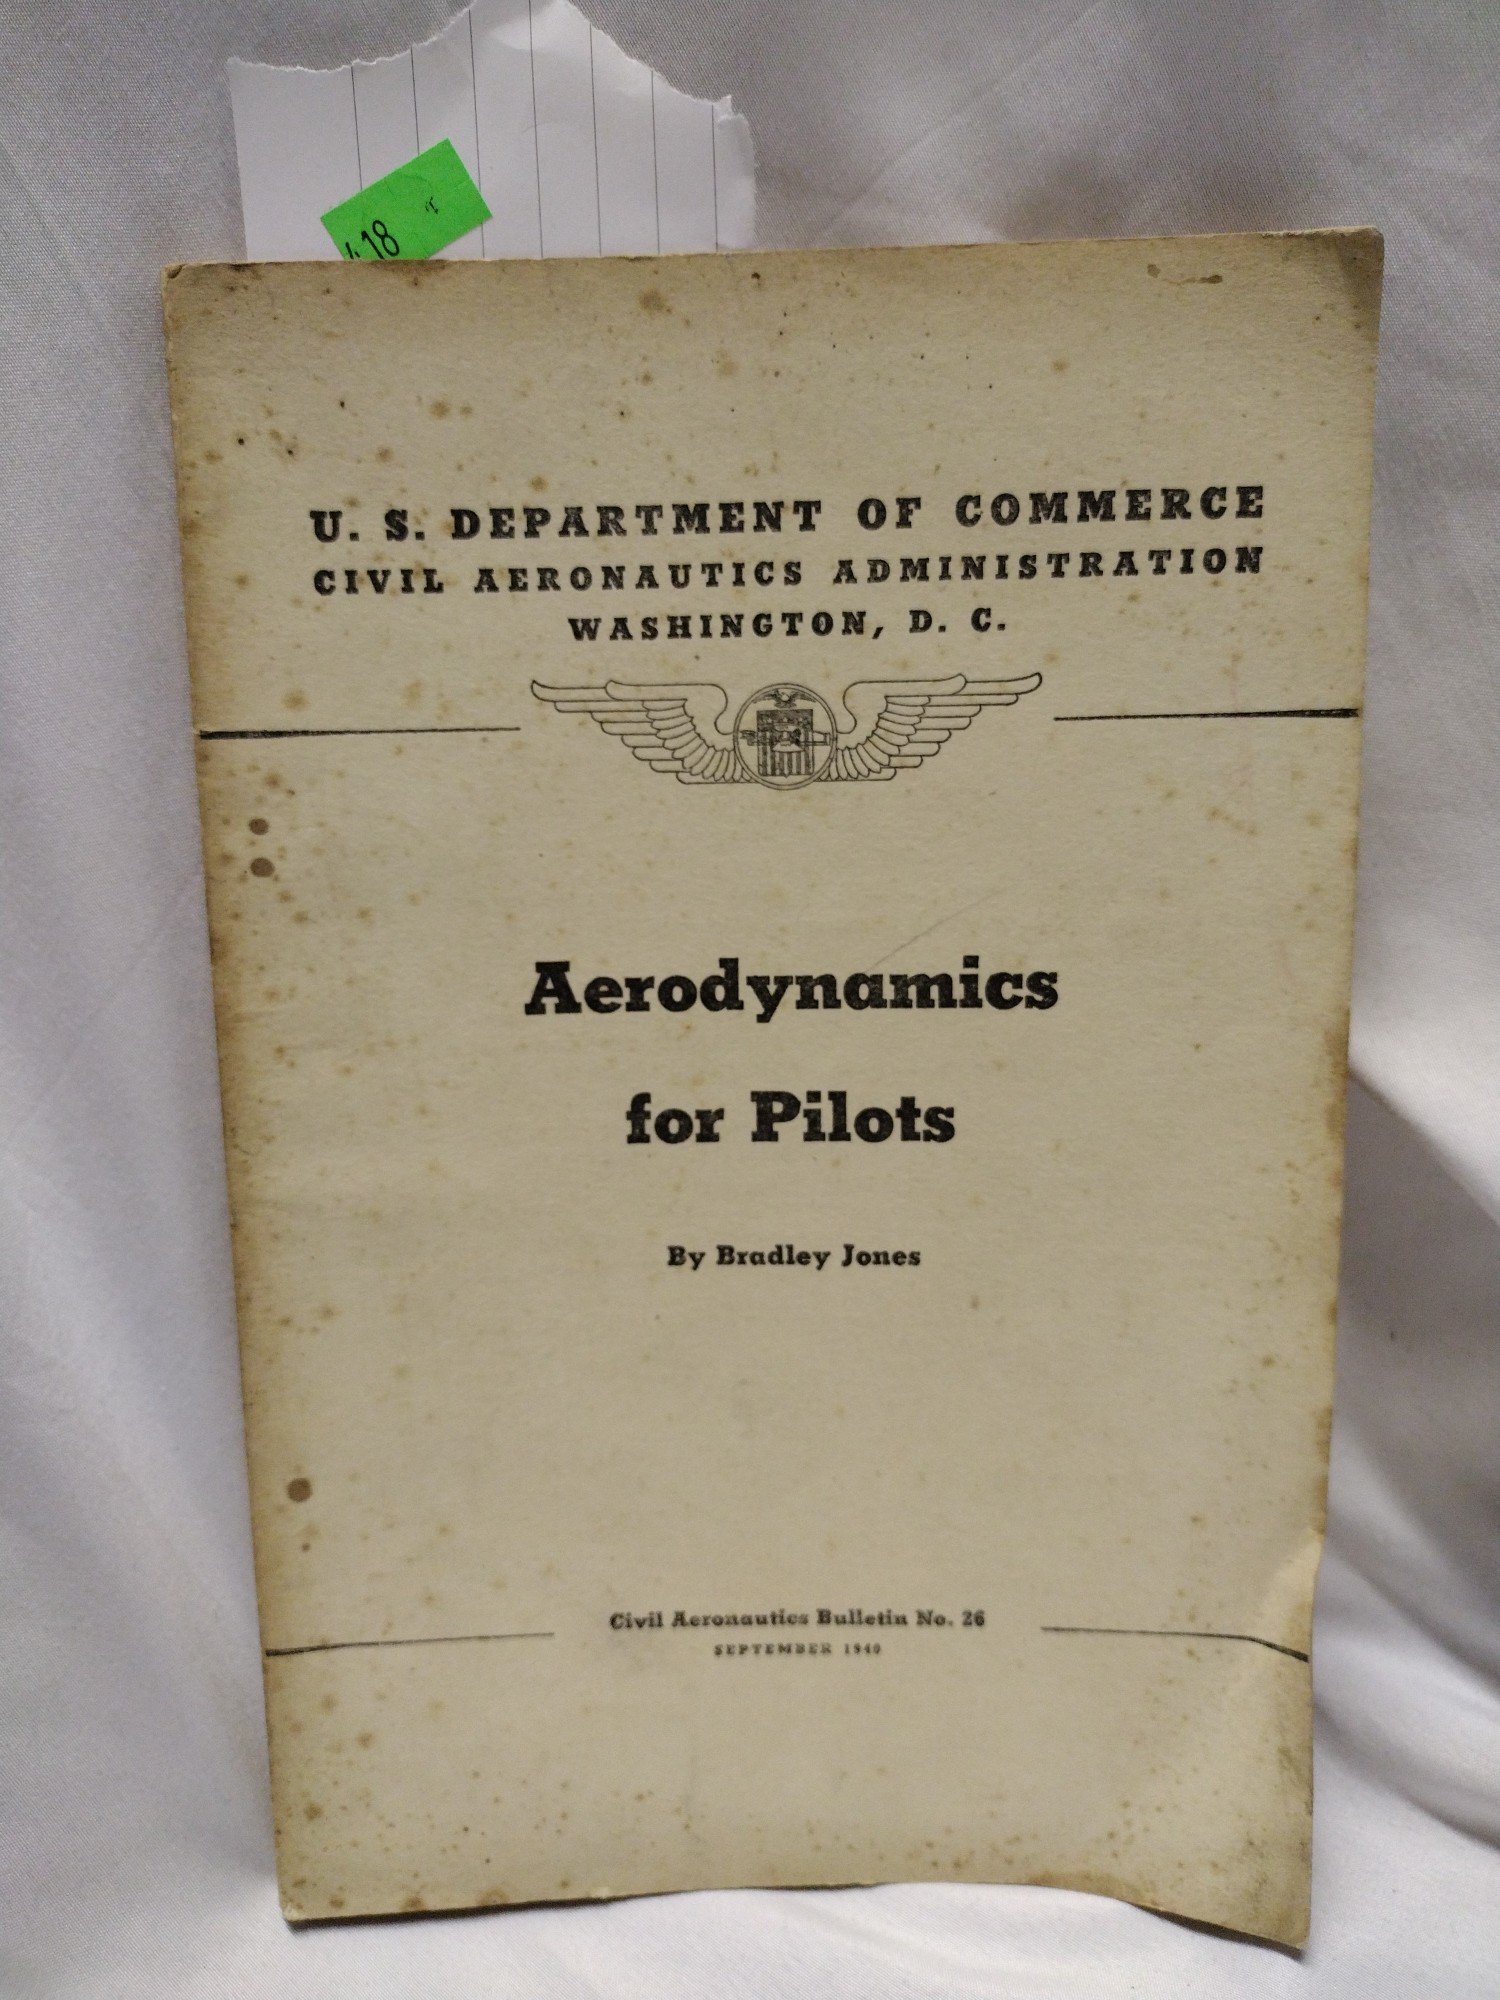 18
U. S. DEPARTMENT OF COMMERCE
CIVIL AERONAUTICS ADMINISTRATION
WASHINGTON, D. C.
Aerodynamics
for Pilots
By Bradley Jones
Civil Aeronautics Bulletin No. 26
SEPTEMBER 1940